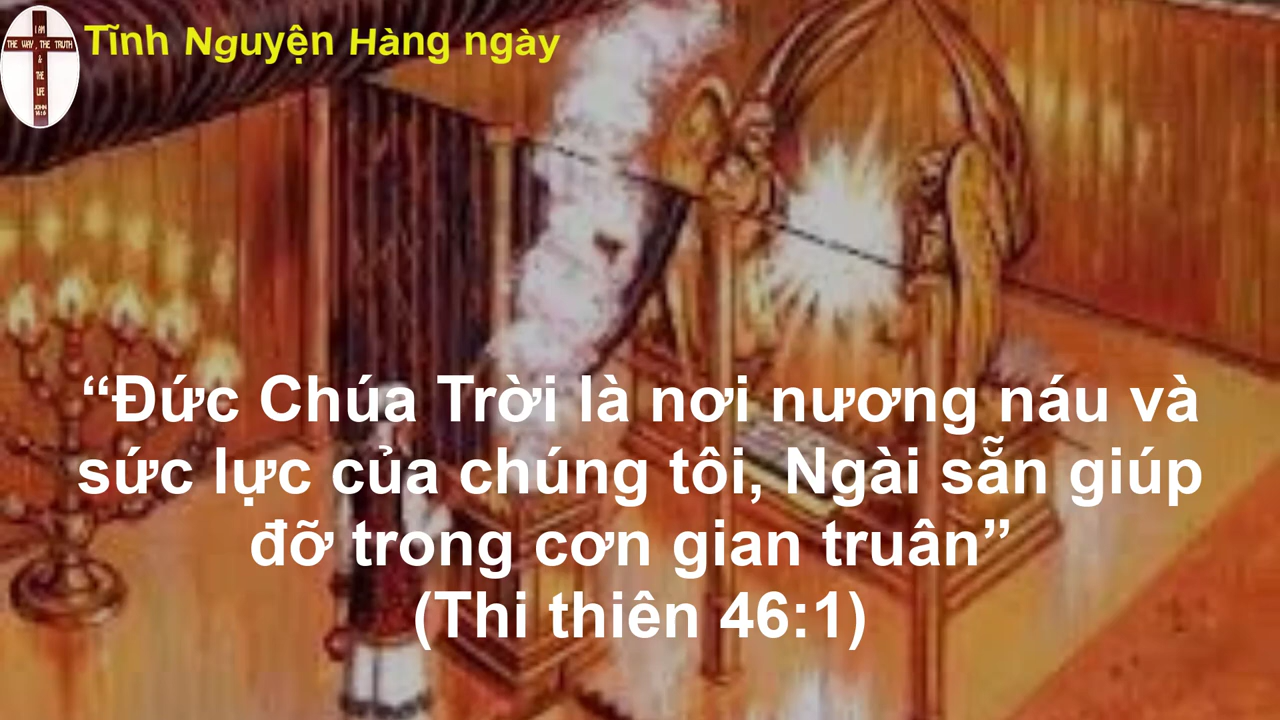 I AM
THE WAY, THE TRUTH
&
THE
LIFE
JOHN
Tĩnh Nguyện Hàng ngày
“Đức Chúa Trời là nơi nương náu và
sức lực của chúng tôi, Ngài sẵn giúp
đỡ trong cơn gian truân”
(Thi thiên 46:1)